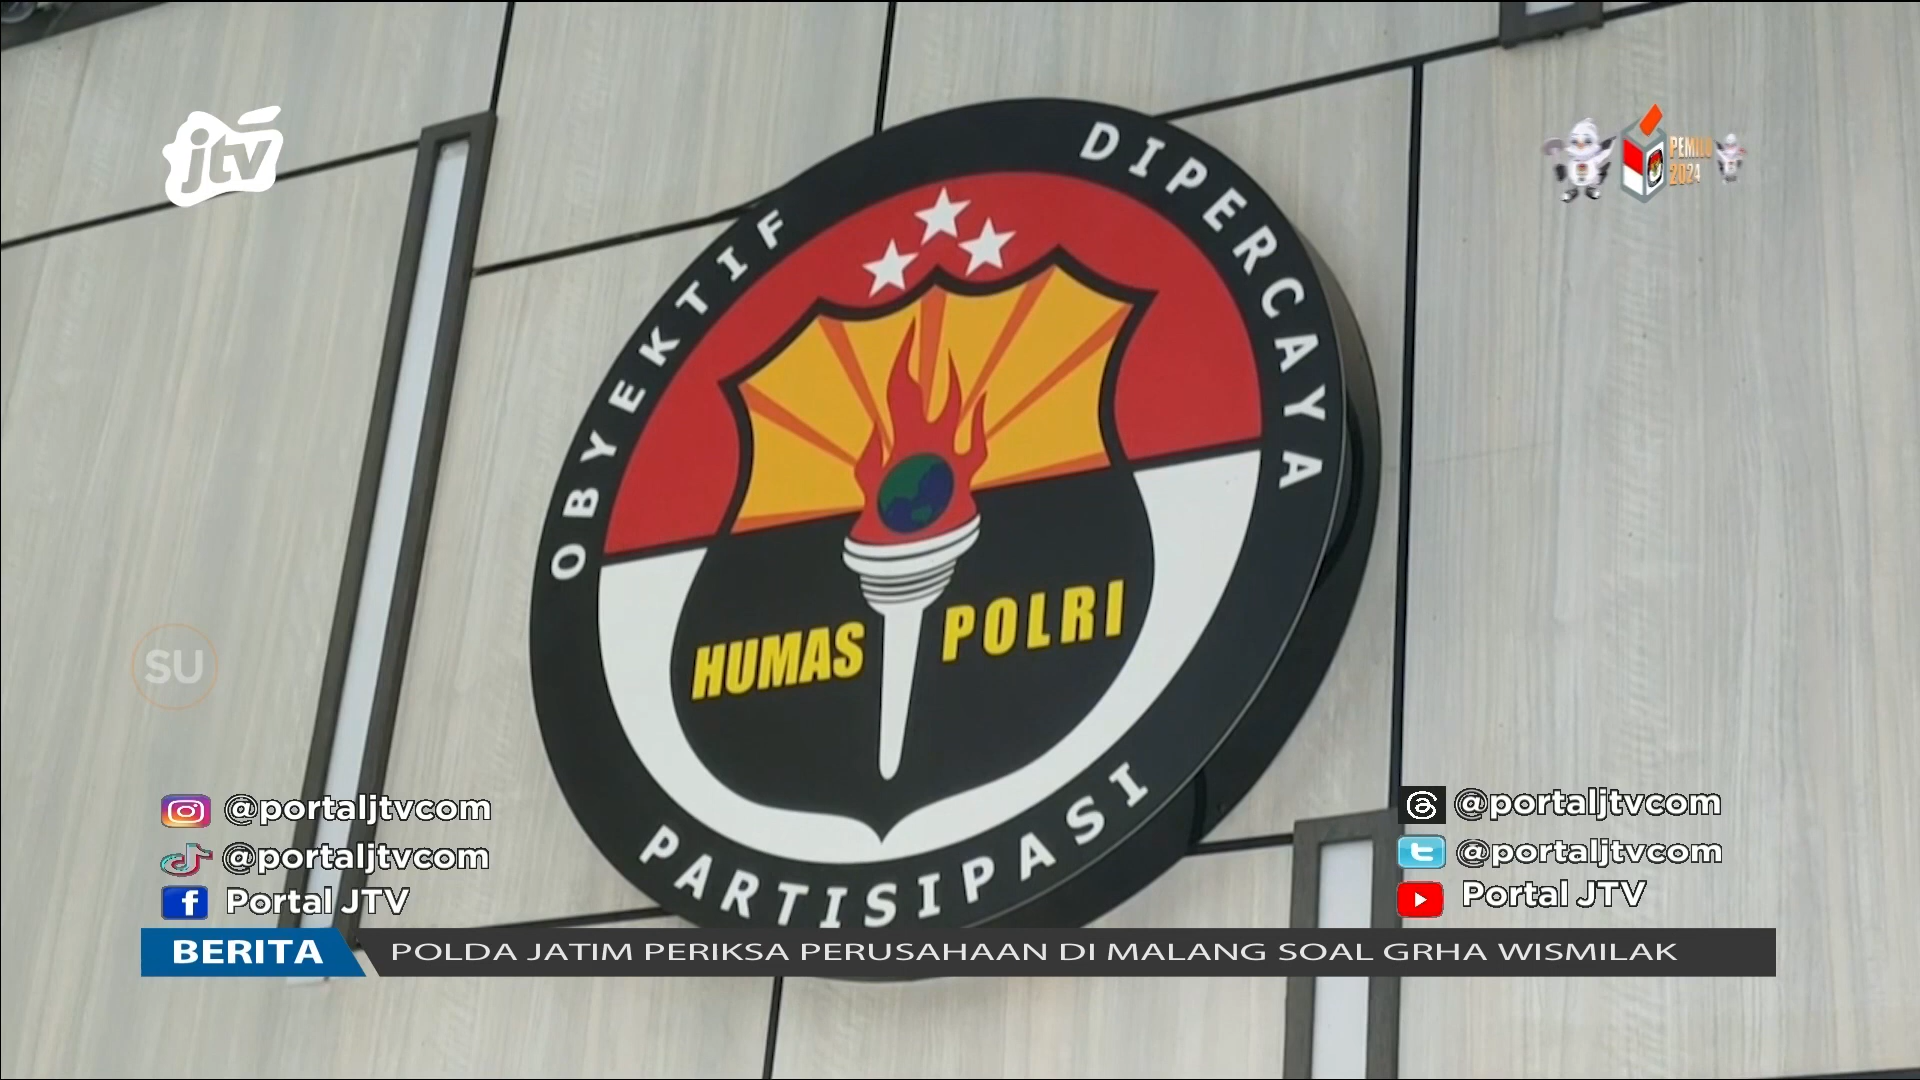 jtv
PEMILU
2024
OBYEKTIF
DIPERCAYA
HUMAS POLRI
PARTISIPASI
SU
@portaljtvcom
@portaljtvcom
Portal JTV
@portaljtvcom
@portaljtvcom
Portal JTV
BERITA
POLDA JATIM PERIKSA PERUSAHAAN DI MALANG SOAL GRHA WISMILAK